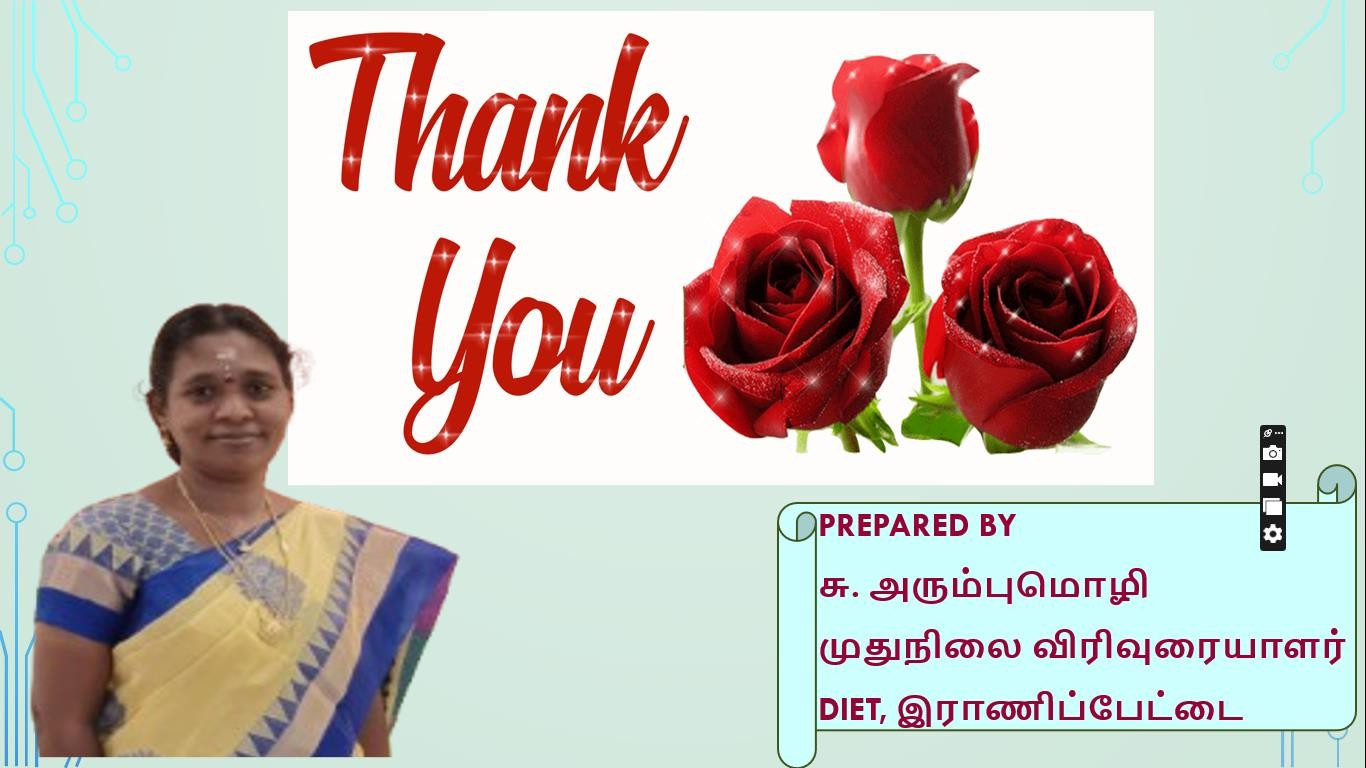 Thank
You
PREPARED BY
சு. அரும்புமொழி
முதுநிலை விரிவுரையாளர்
DIET, இராணிப்பேட்டை